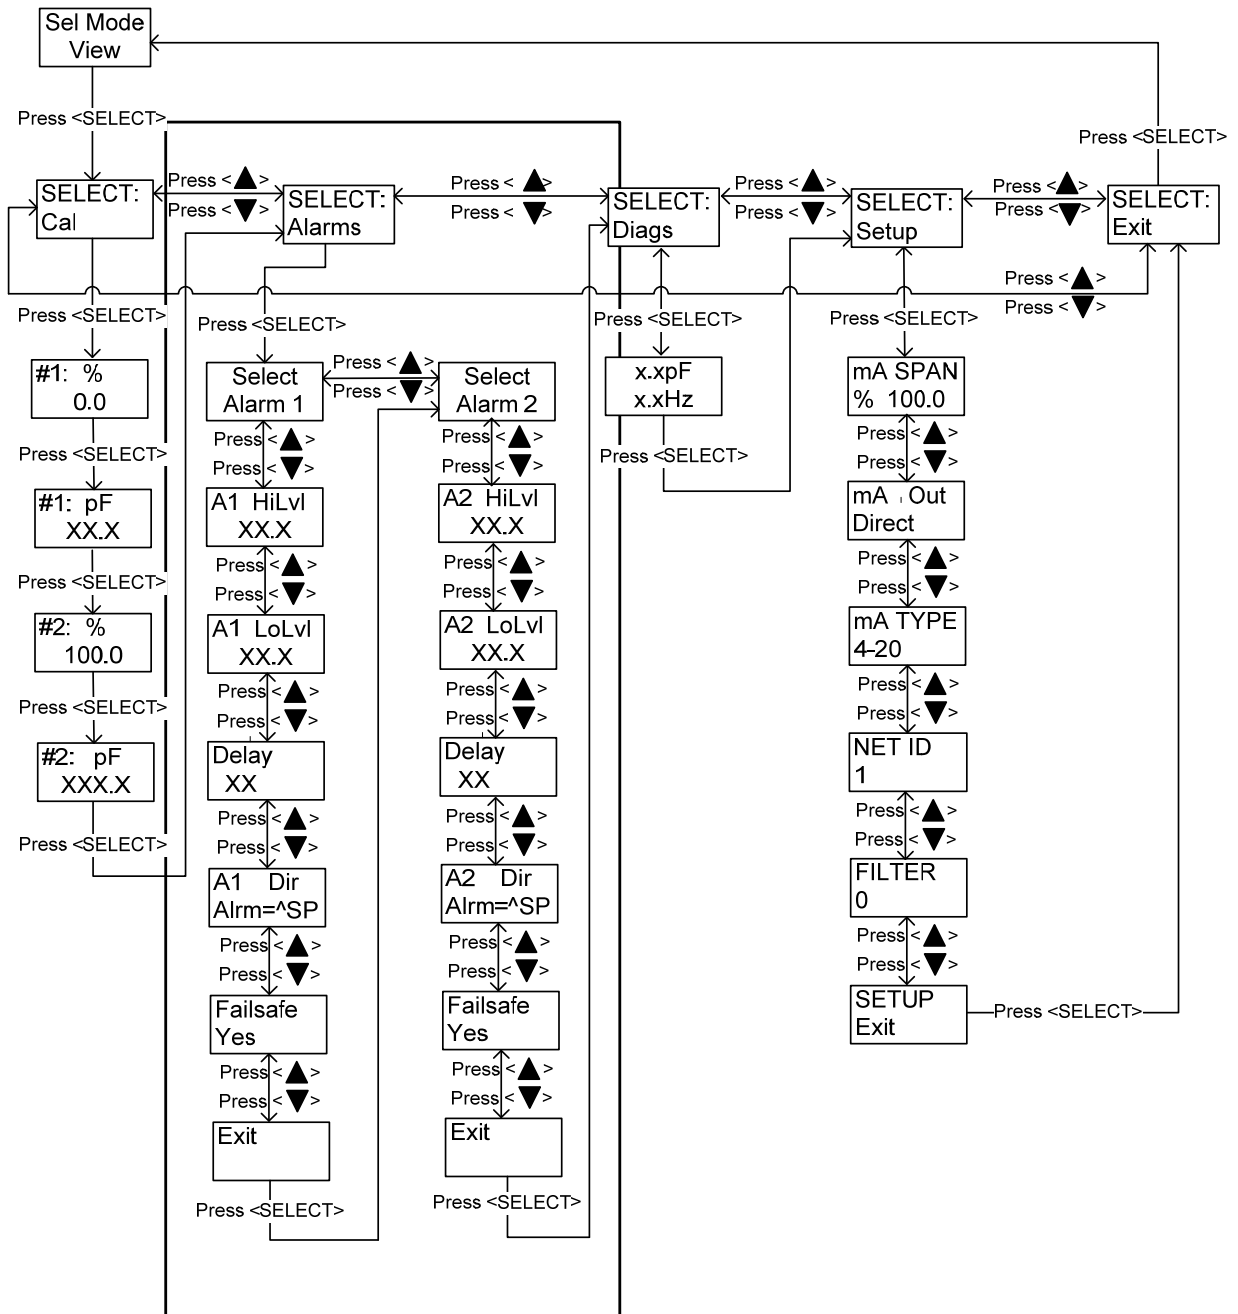 Sel Mode
View
Press <SELECT>
Press <SELECT>
SELECT:
Cal
Press <▲>
Press <▼>
SELECT:
Alarms
Press <▲>
Press <▼>
SELECT:
Diags
Press <▲>
Press <▼>
SELECT:
Setup
Press <▲>
Press <▼>
SELECT:
Exit
Press <▲>
Press <▼>
Press <SELECT>
#1: %
0.0
Press <SELECT>
#1: pF
XX.X
Press <SELECT>
#2: %
100.0
Press <SELECT>
#2: pF
XXX.X
Press <SELECT>
Press <SELECT>
Select
Alarm 1
Press <▲>
Press <▼>
Press <▲>
Press <▼>
A1 HiLvl
XX.X
Press <▲>
Press <▼>
A1 LoLvl
XX.X
Press <▲>
Press <▼>
Delay
XX
Press <▲>
Press <▼>
A1 Dir
Alrm=^SP
Press <▲>
Press <▼>
Failsafe
Yes
Press <▲>
Press <▼>
Exit
Press <SELECT>
Select
Alarm 2
Press <▲>
Press <▼>
A2 HiLvl
XX.X
Press <▲>
Press <▼>
A2 LoLvl
XX.X
Press <▲>
Press <▼>
Delay
XX
Press <▲>
Press <▼>
A2 Dir
Alrm=^SP
Press <▲>
Press <▼>
Failsafe
Yes
Press <▲>
Press <▼>
Exit
Press <SELECT>
Press <SELECT>
x.xpF
x.xHz
Press <SELECT>
Press <SELECT>
mA SPAN
% 100.0
Press <▲>
Press <▼>
mA Out
Direct
Press <▲>
Press <▼>
mA TYPE
4-20
Press <▲>
Press <▼>
NET ID
1
Press <▲>
Press <▼>
FILTER
0
Press <▲>
Press <▼>
SETUP
Exit
Press <SELECT>